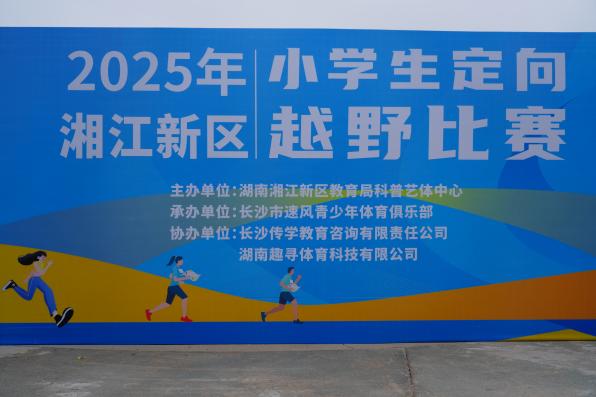 2025年 小学生定向
湘江新区 越野比赛
主办单位:湖南湘江新区教育局科普艺体中心
承办单位:长沙市速风青少年体育俱乐部
协办单位:长沙传学教育咨询有限责任公司
湖南趣寻体育科技有限公司